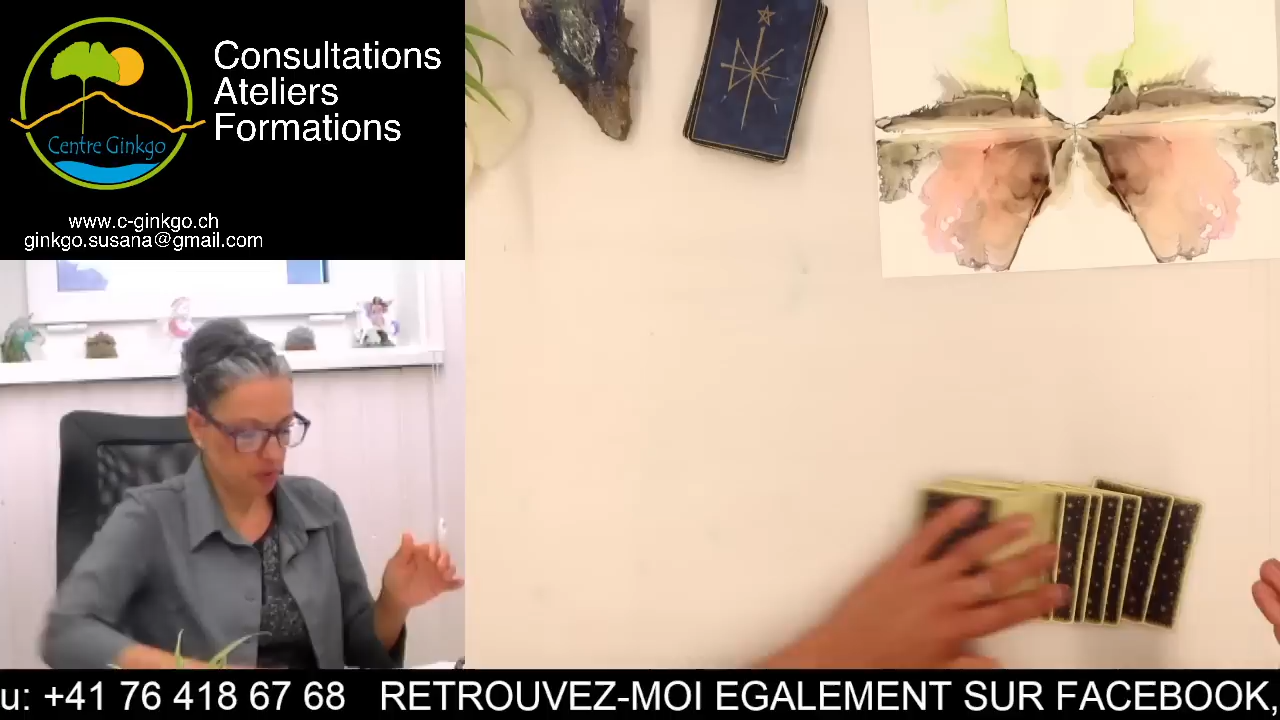 Consultations
Ateliers
Formations
Centre Ginkgo
www.c-ginkgo.ch
ginkgo.susana@gmail.com
u: +41 76 418 67 68 RETROUVEZ-MOI EGALEMENT SUR FACEBOOK,